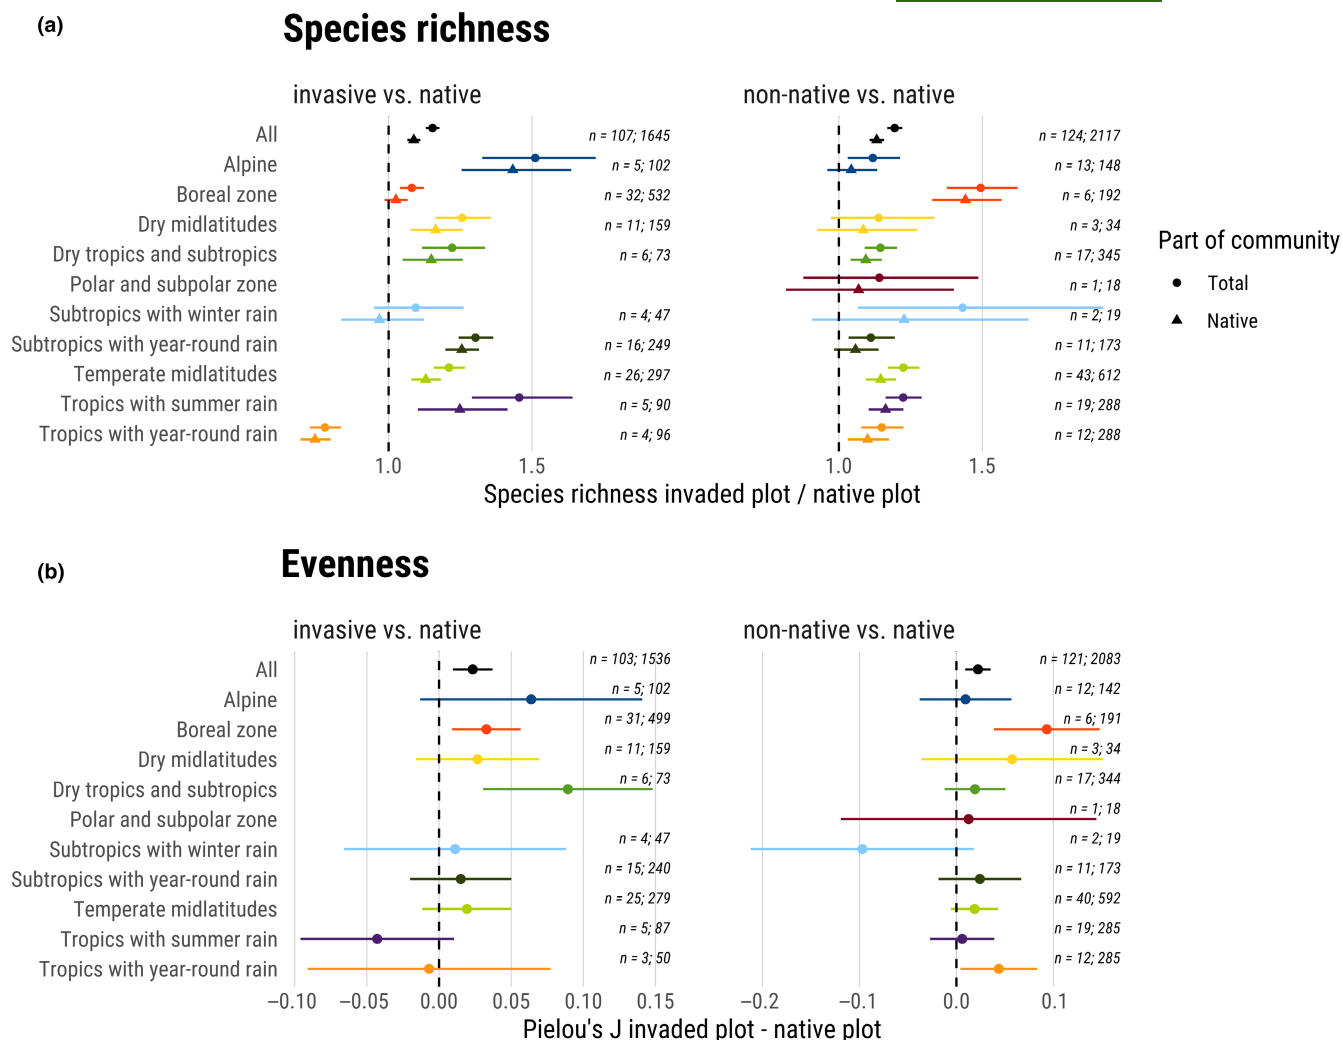 (a)
Species richness
invasive vs. native
non-native vs. native
All
n = 107; 1645
n = 124; 2117
Alpine
n = 5; 102
n = 13; 148
Boreal zone
n = 32; 532
n = 6; 192
Dry midlatitudes
n = 11; 159
n = 3; 34
Dry tropics and subtropics
n = 6; 73
n = 17; 345
Polar and subpolar zone
n = 1; 18
Subtropics with winter rain
n = 4; 47
n = 2; 19
Subtropics with year-round rain
n = 16; 249
n = 11; 173
Temperate midlatitudes
n = 26; 297
n = 43; 612
Tropics with summer rain
n = 5; 90
n = 19; 288
Tropics with year-round rain
n = 4; 96
n = 12; 288
1.0 1.5
1.0 1.5
Species richness invaded plot / native plot
Part of community
Total
Native
(b)
Evenness
invasive vs. native
non-native vs. native
All
n = 103; 1536
n = 121; 2083
Alpine
n = 5; 102
n = 12; 142
Boreal zone
n = 31; 499
n = 6; 191
Dry midlatitudes
n = 11; 159
n = 3; 34
Dry tropics and subtropics
n = 6; 73
n = 17; 344
Polar and subpolar zone
n = 1; 18
Subtropics with winter rain
n = 4; 47
n = 2; 19
Subtropics with year-round rain
n = 15; 240
n = 11; 173
Temperate midlatitudes
n = 25; 279
n = 40; 592
Tropics with summer rain
n = 5; 87
n = 19; 285
Tropics with year-round rain
n = 3; 50
n = 12; 285
−0.10 −0.05 0.00 0.05 0.10 0.15
−0.2 −0.1 0.0 0.1
Pielou's J invaded plot - native plot